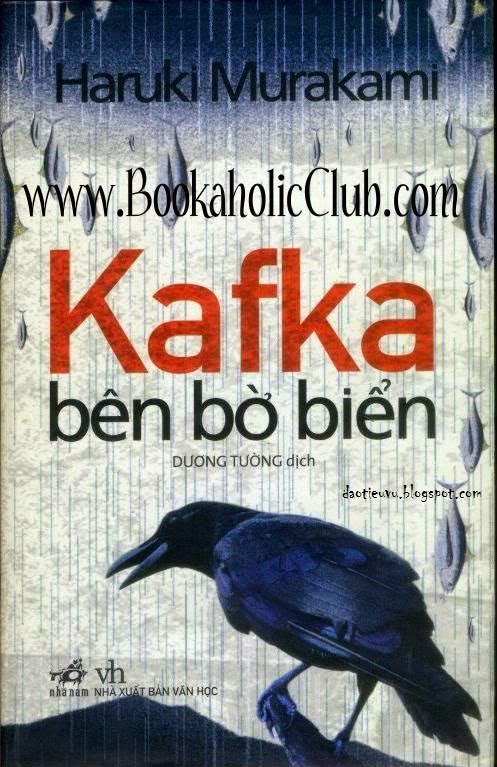 Haruki Murakami
www.BookaholicClub.com
Kafka
bên bờ biển
DƯƠNG TƯỜNG dịch
daotieuvu.blogspot.com
vh
nhã nam NHÀ XUẤT BẢN VĂN HỌC